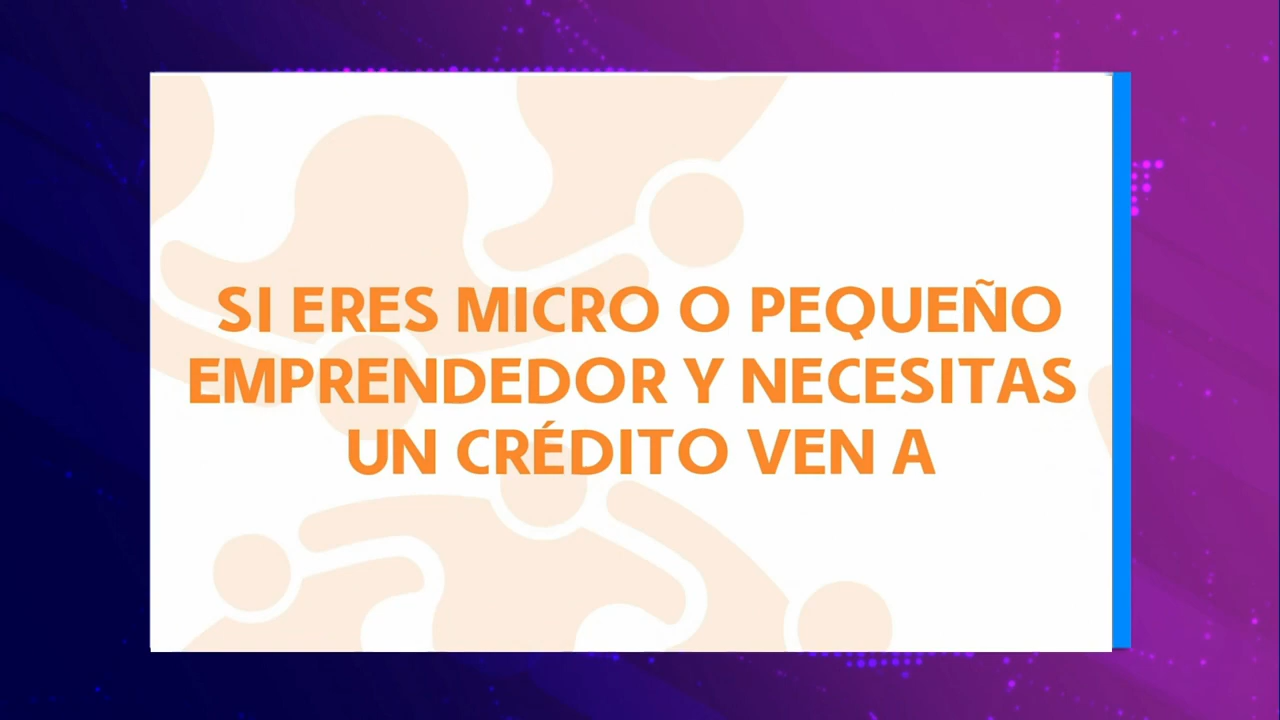 SI ERES MICRO O PEQUEÑO
EMPRENDEDOR Y NECESITAS
UN CRÉDITO VEN A